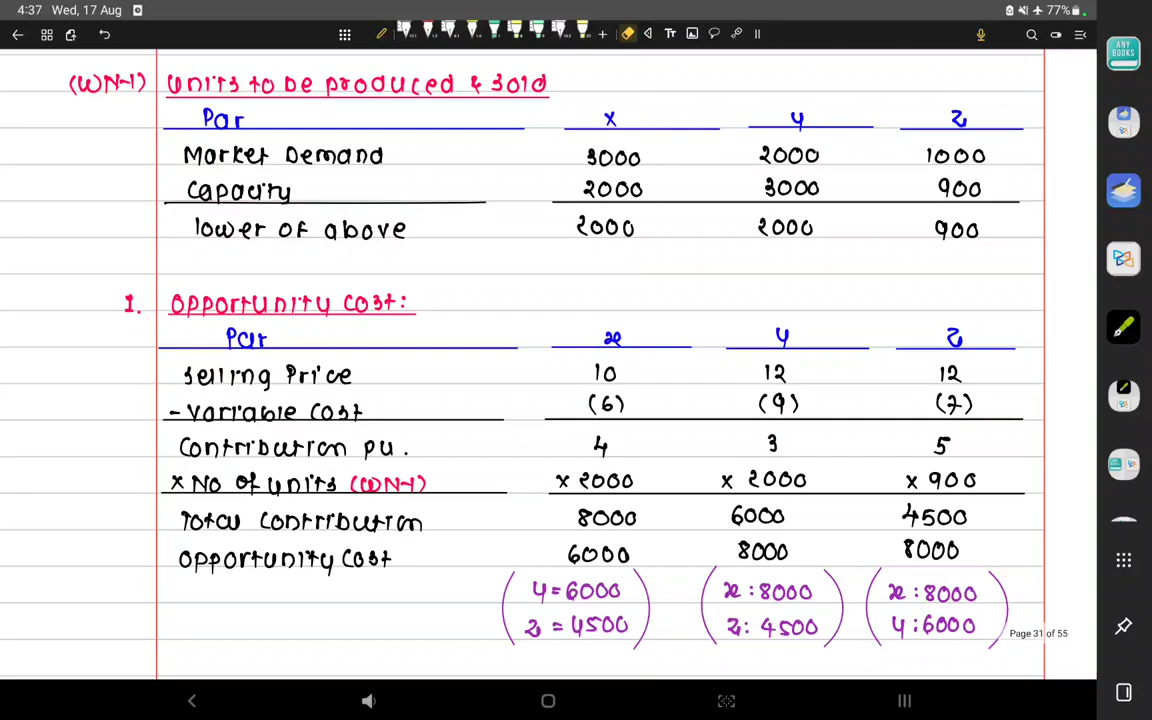 4:37 Wed, 17 Aug 77%
Tr
(WN-1) Units to be produced & sold
Par x y z
Market Demand 3000 2000 1000
Capacity 2000 3000 900
lower of above 2000 2000 900
1. Opportunity cost:
Par x y z
Selling Price 10 12 12
- Variable Cost (6) (9) (7)
Contribution pu. 4 3 5
x No of units (WN-1) x 2000 x 2000 x 900
Total Contribution 8000 6000 4500
Opportunity Cost 6000 8000 8000
y = 6000 x : 8000 x : 8000
z = 4500 z : 4500 y : 6000
Page 31 of 55
ANY BOOKS